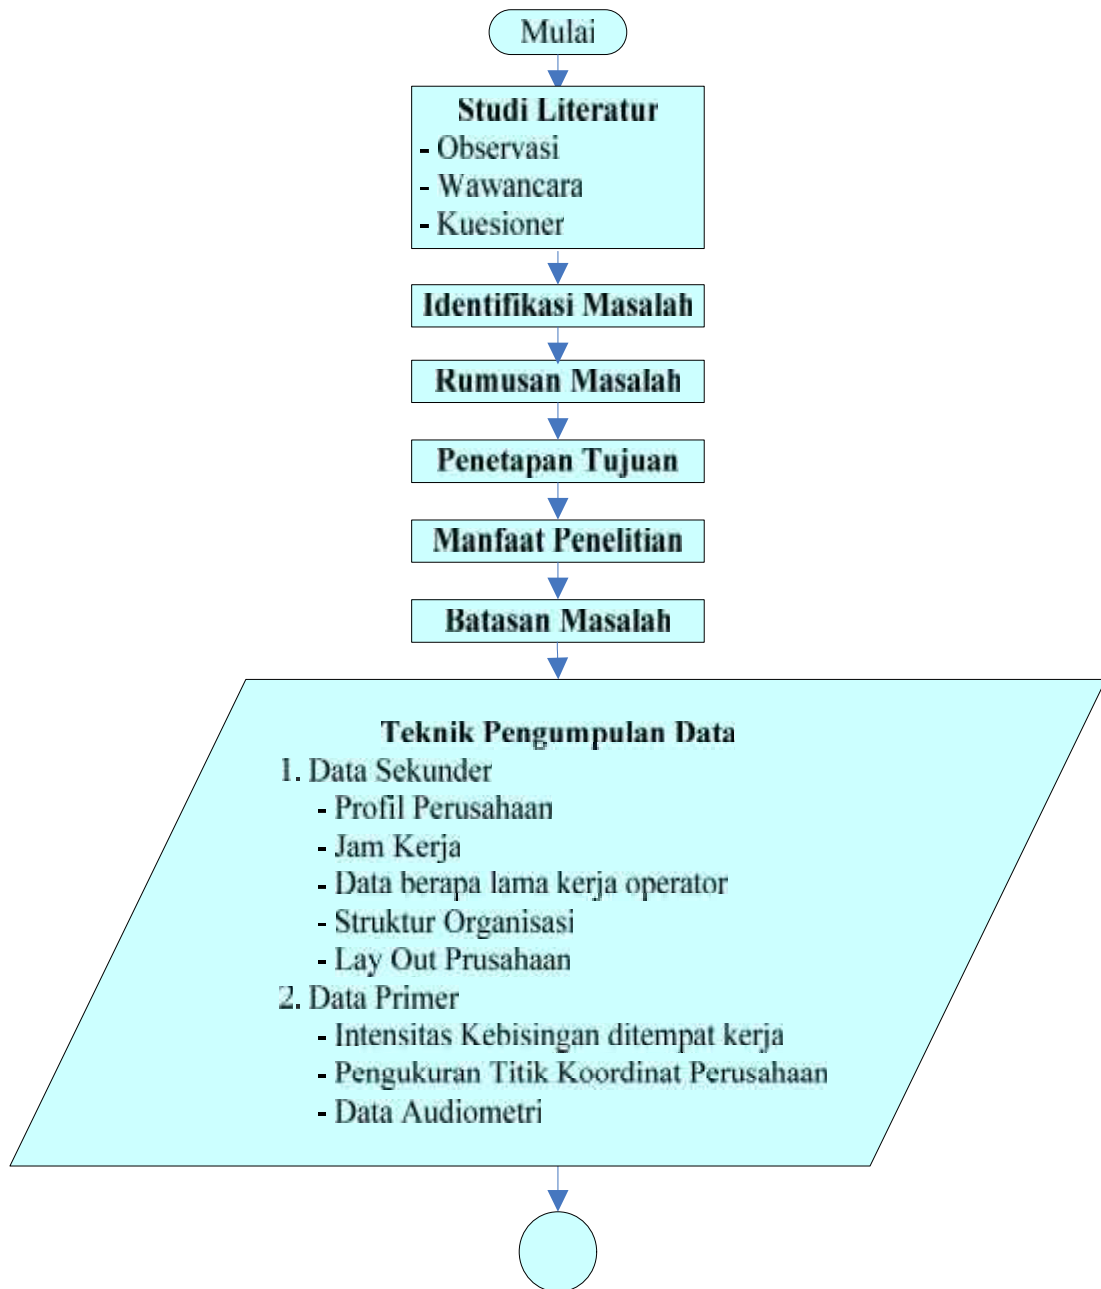 Mulai
Studi Literatur
- Observasi
- Wawancara
- Kuesioner
Identifikasi Masalah
Rumusan Masalah
Penetapan Tujuan
Manfaat Penelitian
Batasan Masalah
Teknik Pengumpulan Data
1. Data Sekunder
- Profil Perusahaan
- Jam Kerja
- Data berapa lama kerja operator
- Struktur Organisasi
- Lay Out Prusahaan
2. Data Primer
- Intensitas Kebisingan ditempat kerja
- Pengukuran Titik Koordinat Perusahaan
- Data Audiometri